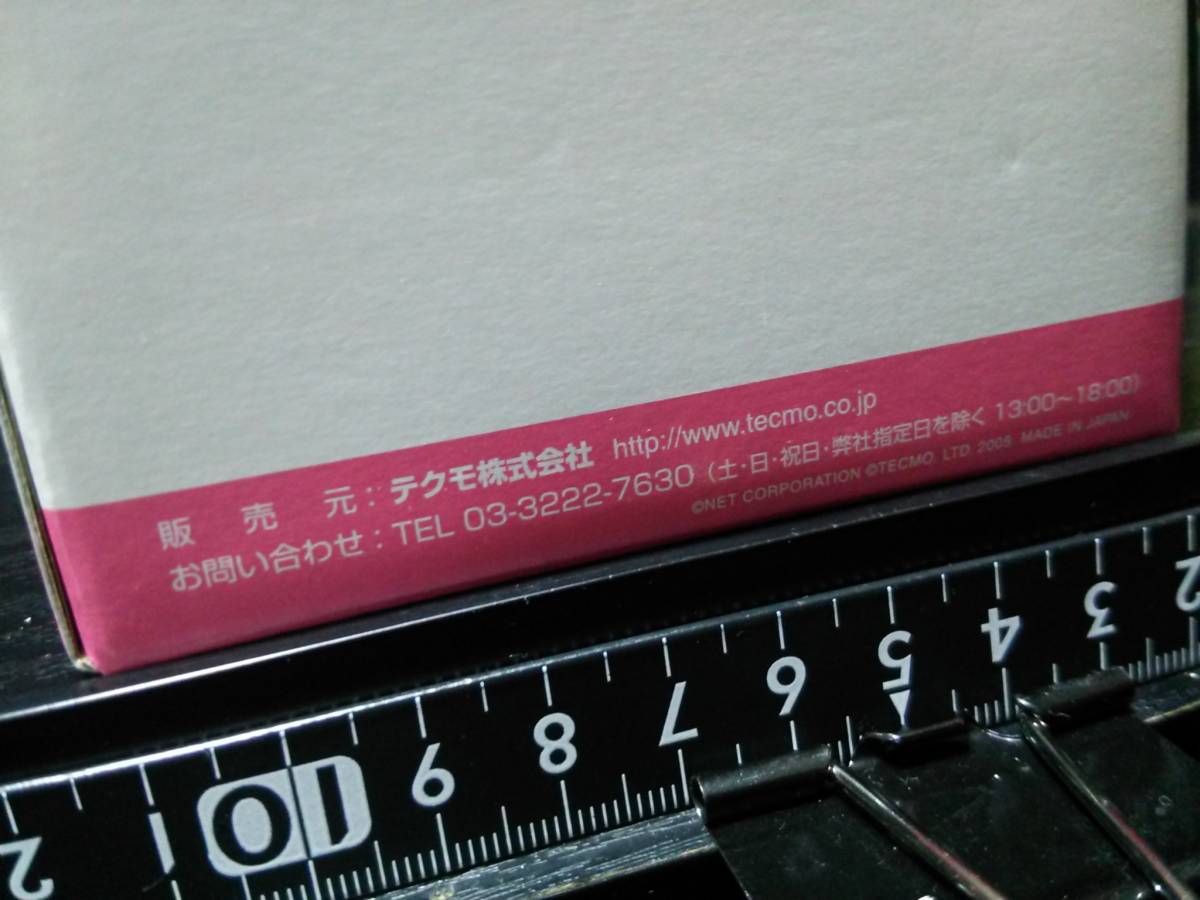 販売元：テクモ株式会社 http://www.tecmo.co.jp
お問い合わせ：TEL 03-3222-7630（土・日・祝日・弊社指定日を除く 13:00〜18:00）
©NET CORPORATION ©TECMO, LTD. 2005 MADE IN JAPAN
2 1 10 9 8 7 6 5 4 3 2